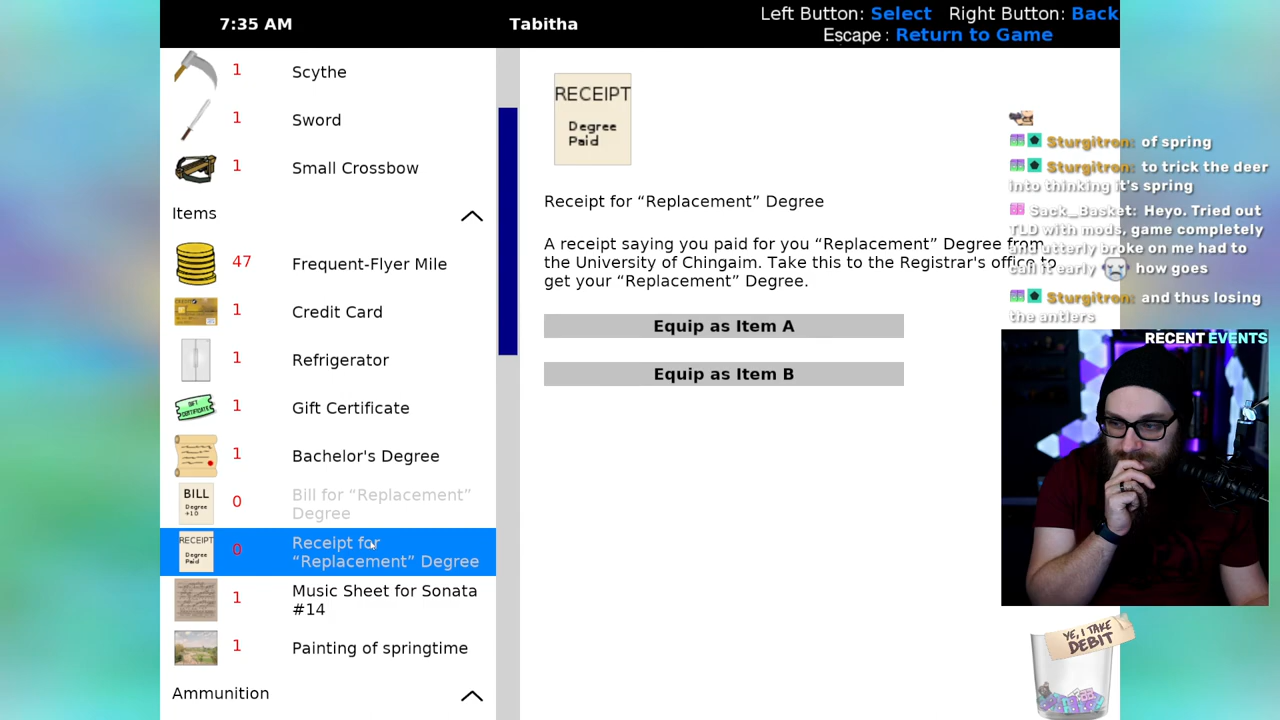 7:35 AM
Tabitha
Left Button: Select Right Button: Back
Escape : Return to Game
1 Scythe
1 Sword
1 Small Crossbow
Items
47 Frequent-Flyer Mile
1 Credit Card
1 Refrigerator
GIFT CERTIFICATE
1 Gift Certificate
1 Bachelor's Degree
BILL
Degree
+10
0 Bill for “Replacement”
Degree
RECEIPT
Degree
Paid
0 Receipt for
“Replacement” Degree
1 Music Sheet for Sonata
#14
1 Painting of springtime
Ammunition
RECEIPT
Degree
Paid
Receipt for “Replacement” Degree
A receipt saying you paid for you “Replacement” Degree from
the University of Chingaim. Take this to the Registrar's office to
get your “Replacement” Degree.
Equip as Item A
Equip as Item B
Sturgitron: of spring
Sturgitron: to trick the deer
into thinking it's spring
Sack_Basket: Heyo. Tried out
TLD with mods, game completely
and utterly broke on me had to
call it early how goes
Sturgitron: and thus losing
the antlers
RECENT EVENTS
YE, I TAKE
DEBIT